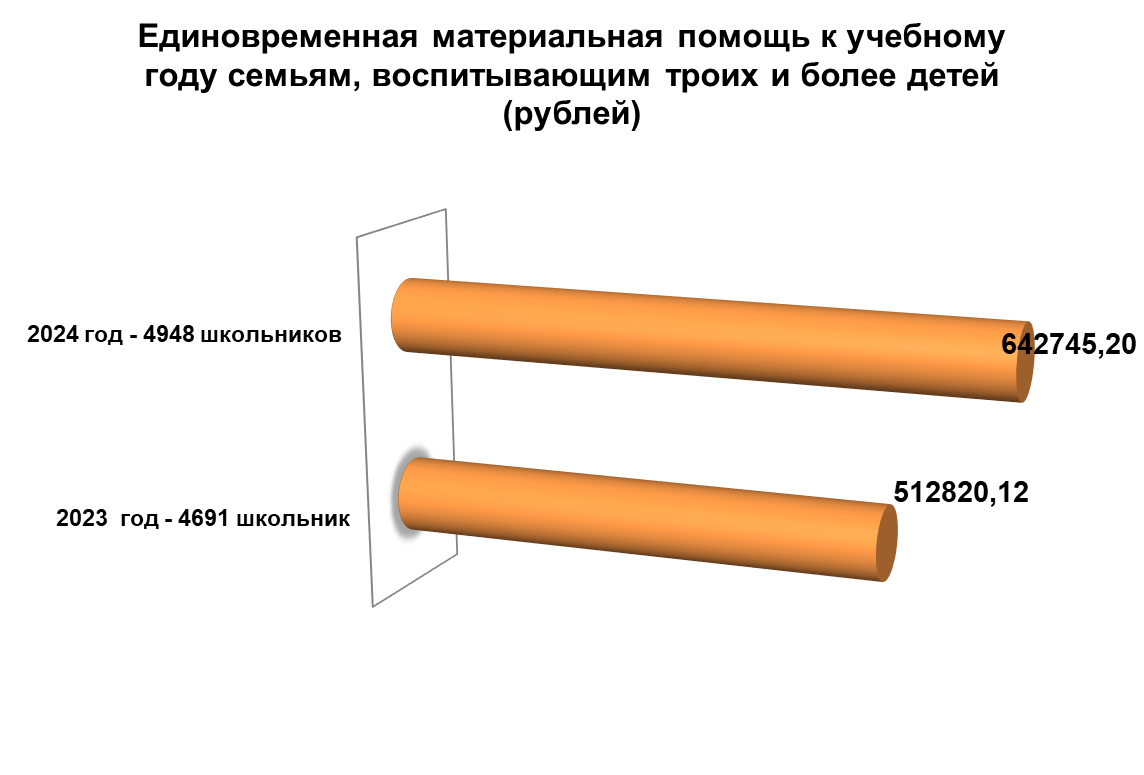 Единовременная материальная помощь к учебному
году семьям, воспитывающим троих и более детей
(рублей)
2024 год - 4948 школьников
642745,20
512820,12
2023 год - 4691 школьник